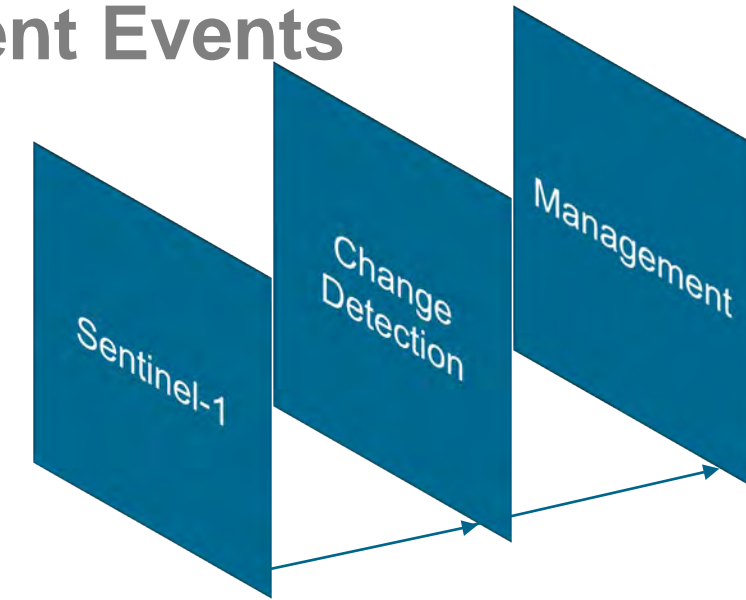 ent Events
Sentinel-1
Change
Detection
Management